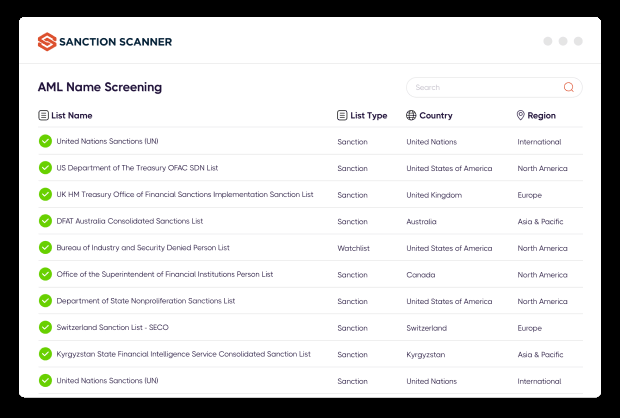 SANCTION SCANNER
AML Name Screening
Search
List Name List Type Country Region
United Nations Sanctions (UN) Sanction United Nations International
US Department of The Treasury OFAC SDN List Sanction United States of America North America
UK HM Treasury Office of Financial Sanctions Implementation Sanction List Sanction United Kingdom Europe
DFAT Australia Consolidated Sanctions List Sanction Australia Asia & Pacific
Bureau of Industry and Security Denied Person List Watchlist United States of America North America
Office of the Superintendent of Financial Institutions Person List Sanction Canada North America
Department of State Nonproliferation Sanctions List Sanction United States of America North America
Switzerland Sanction List - SECO Sanction Switzerland Europe
Kyrgyzstan State Financial Intelligence Service Consolidated Sanction List Sanction Kyrgyzstan Asia & Pacific
United Nations Sanctions (UN) Sanction United Nations International